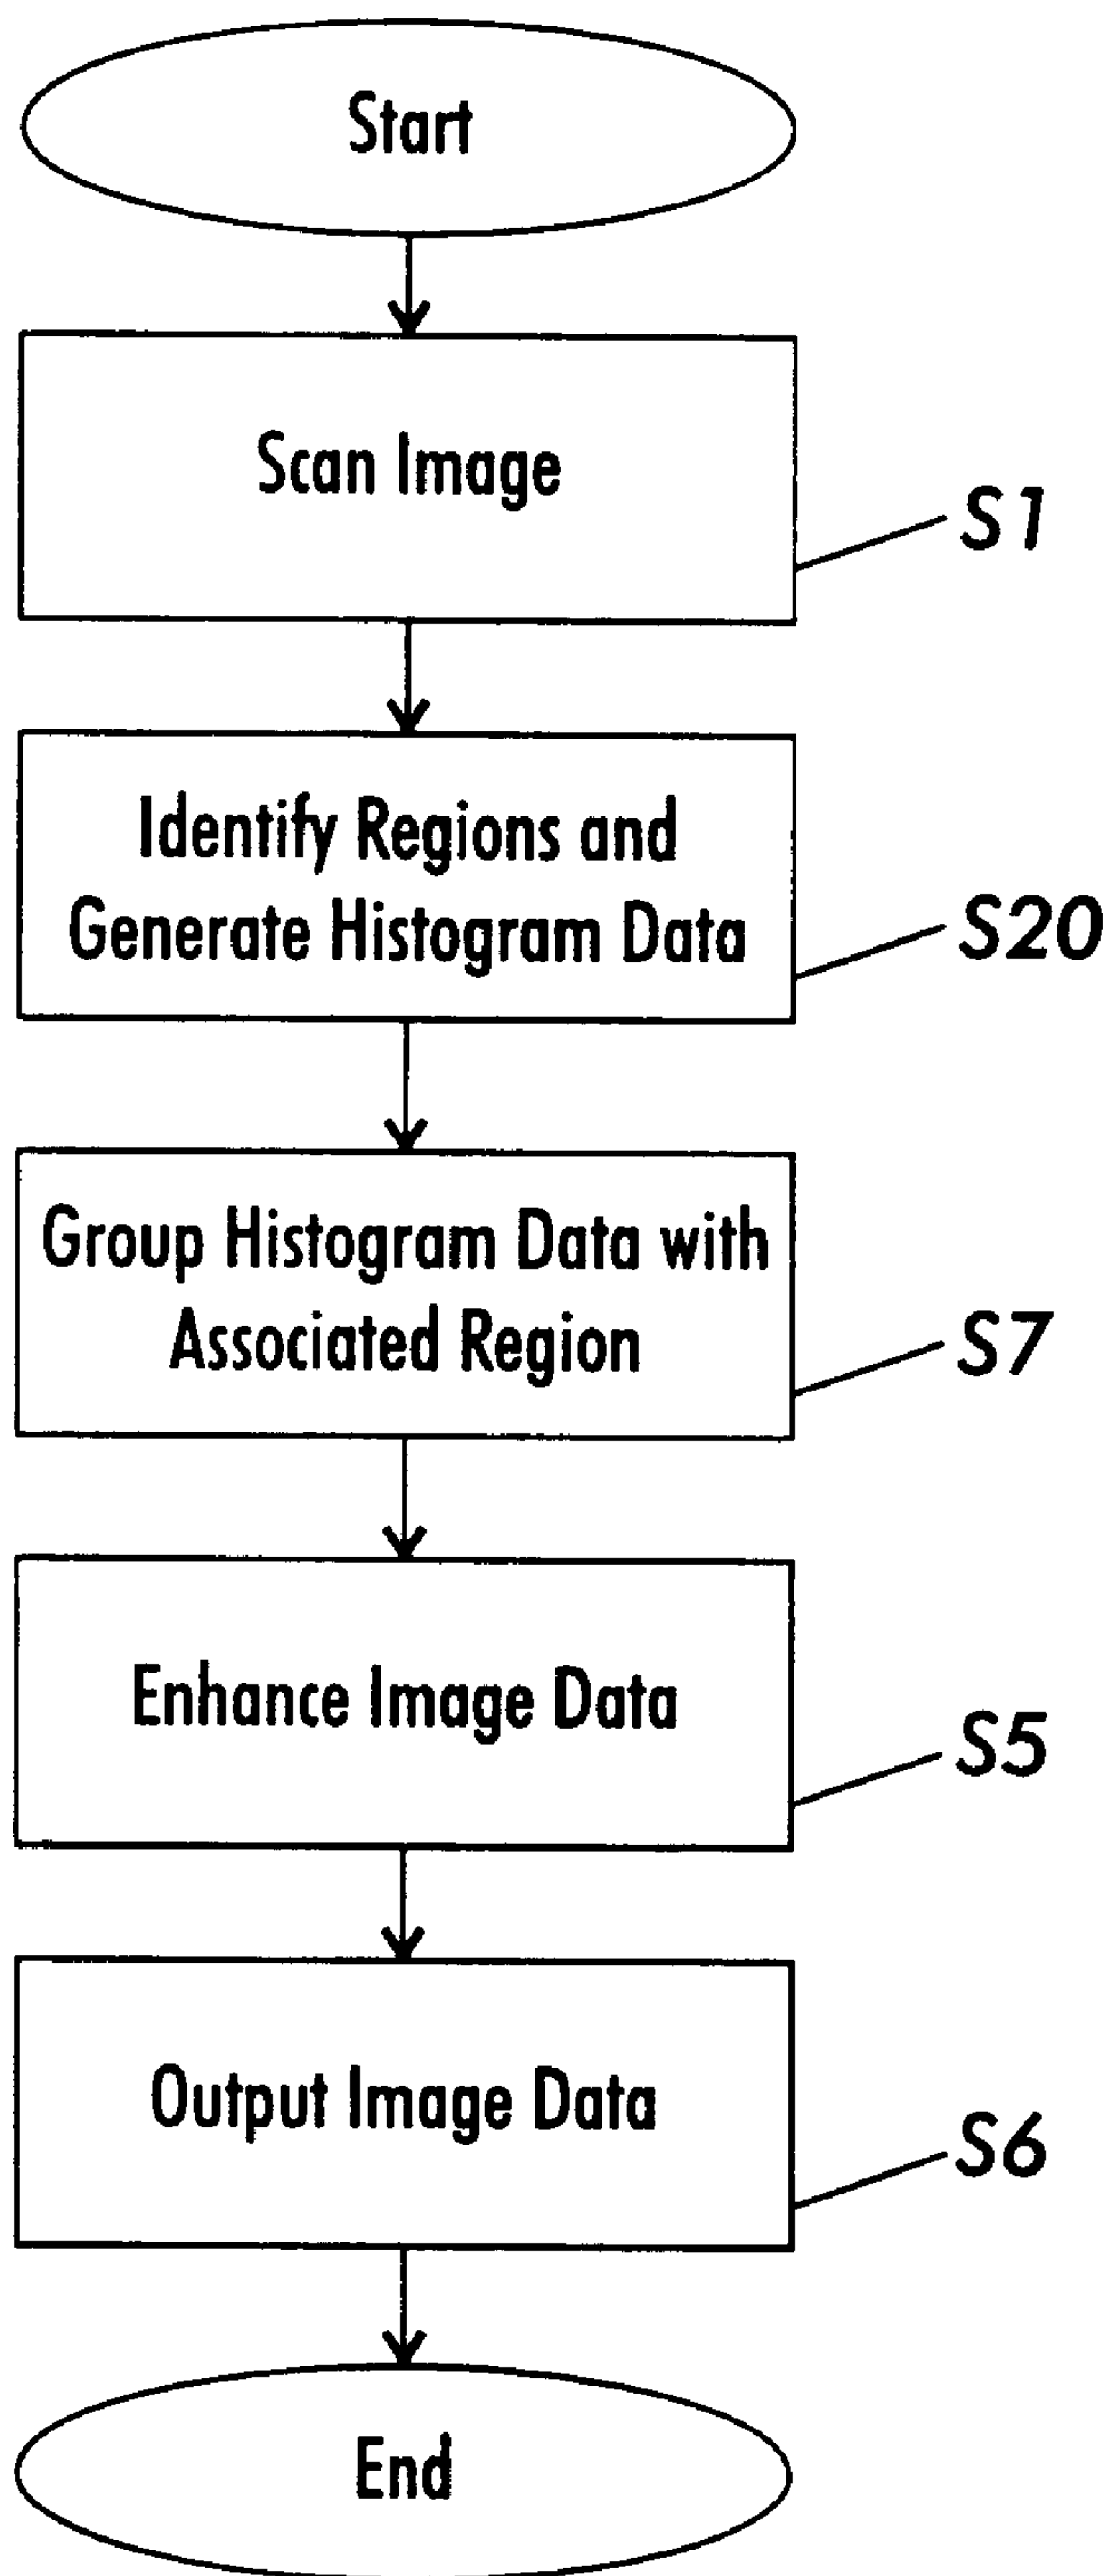 Start
Scan Image
S1
Identify Regions and
Generate Histogram Data
S20
Group Histogram Data with
Associated Region
S7
Enhance Image Data
S5
Output Image Data
S6
End